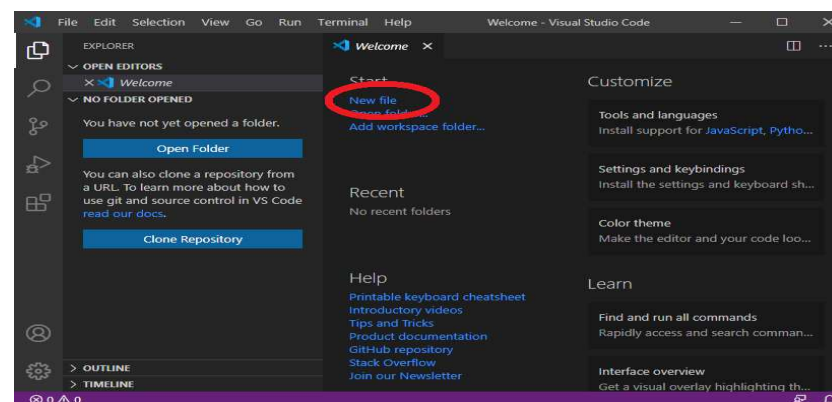 File Edit Selection View Go Run Terminal Help Welcome - Visual Studio Code
EXPLORER
OPEN EDITORS
Welcome
NO FOLDER OPENED
You have not yet opened a folder.
Open Folder
You can also clone a repository from
a URL. To learn more about how to
use git and source control in VS Code
read our docs.
Clone Repository
OUTLINE
TIMELINE
Welcome
Start
New file
Open folder...
Add workspace folder...
Recent
No recent folders
Help
Printable keyboard cheatsheet
Introductory videos
Tips and Tricks
Product documentation
GitHub repository
Stack Overflow
Join our Newsletter
Customize
Tools and languages
Install support for JavaScript, Pytho...
Settings and keybindings
Install the settings and keyboard sh...
Color theme
Make the editor and your code loo...
Learn
Find and run all commands
Rapidly access and search comman...
Interface overview
Get a visual overlay highlighting th...
0 0